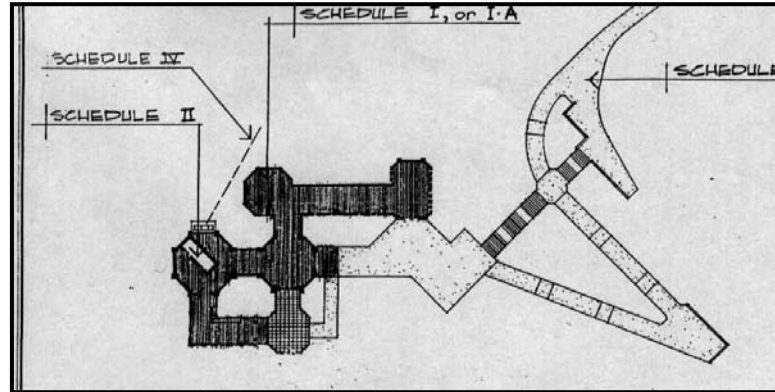 SCHEDULE I, or I·A
SCHEDULE IV
SCHEDULE
SCHEDULE II